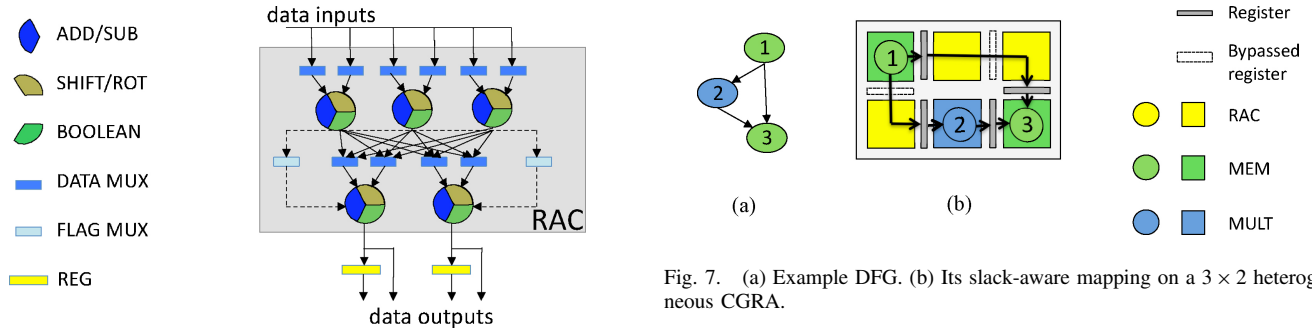 data inputs
ADD/SUB
SHIFT/ROT
BOOLEAN
DATA MUX
FLAG MUX
REG
RAC
data outputs
1
2
3
(a)
1
2
3
(b)
Register
Bypassed
register
RAC
MEM
MULT
Fig. 7. (a) Example DFG. (b) Its slack-aware mapping on a 3 × 2 heterog
neous CGRA.